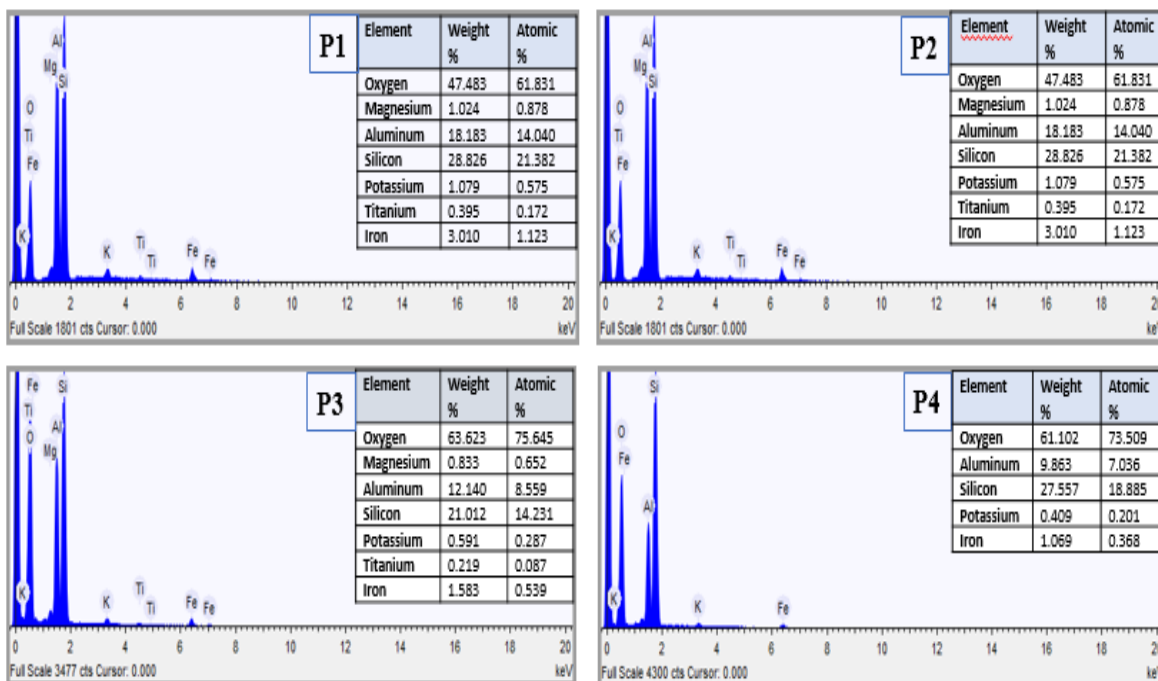 P1
Element Weight % Atomic %
Oxygen 47.483 61.831
Magnesium 1.024 0.878
Aluminum 18.183 14.040
Silicon 28.826 21.382
Potassium 1.079 0.575
Titanium 0.395 0.172
Iron 3.010 1.123
Al
Mg Si
O
Ti
Fe
K
K
Ti
Ti
Fe
Fe
0 2 4 6 8 10 12 14 16 18 20
Full Scale 1801 cts Cursor: 0.000 keV
P2
Element Weight % Atomic %
Oxygen 47.483 61.831
Magnesium 1.024 0.878
Aluminum 18.183 14.040
Silicon 28.826 21.382
Potassium 1.079 0.575
Titanium 0.395 0.172
Iron 3.010 1.123
Al
Mg Si
O
Ti
Fe
K
K
Ti
Ti
Fe
Fe
0 2 4 6 8 10 12 14 16 18 20
Full Scale 1801 cts Cursor: 0.000 keV
P3
Element Weight % Atomic %
Oxygen 63.623 75.645
Magnesium 0.833 0.652
Aluminum 12.140 8.559
Silicon 21.012 14.231
Potassium 0.591 0.287
Titanium 0.219 0.087
Iron 1.583 0.539
Fe Si
Ti
Al
O Mg
K
K
Ti
Ti
Fe
Fe
0 2 4 6 8 10 12 14 16 18 20
Full Scale 3477 cts Cursor: 0.000 keV
P4
Element Weight % Atomic %
Oxygen 61.102 73.509
Aluminum 9.863 7.036
Silicon 27.557 18.885
Potassium 0.409 0.201
Iron 1.069 0.368
Si
O
Fe
Al
K
K
Fe
0 2 4 6 8 10 12 14 16 18 20
Full Scale 4300 cts Cursor: 0.000 keV